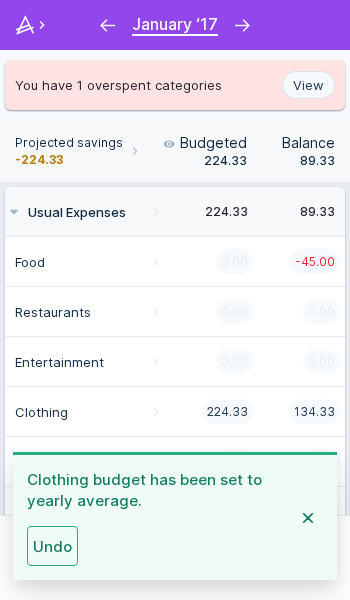 January ‘17
You have 1 overspent categories View
Projected savings Budgeted Balance
-224.33 224.33 89.33
Usual Expenses 224.33 89.33
Food 0.00 -45.00
Restaurants 0.00 0.00
Entertainment 0.00 0.00
Clothing 224.33 134.33
Clothing budget has been set to
yearly average.
Undo